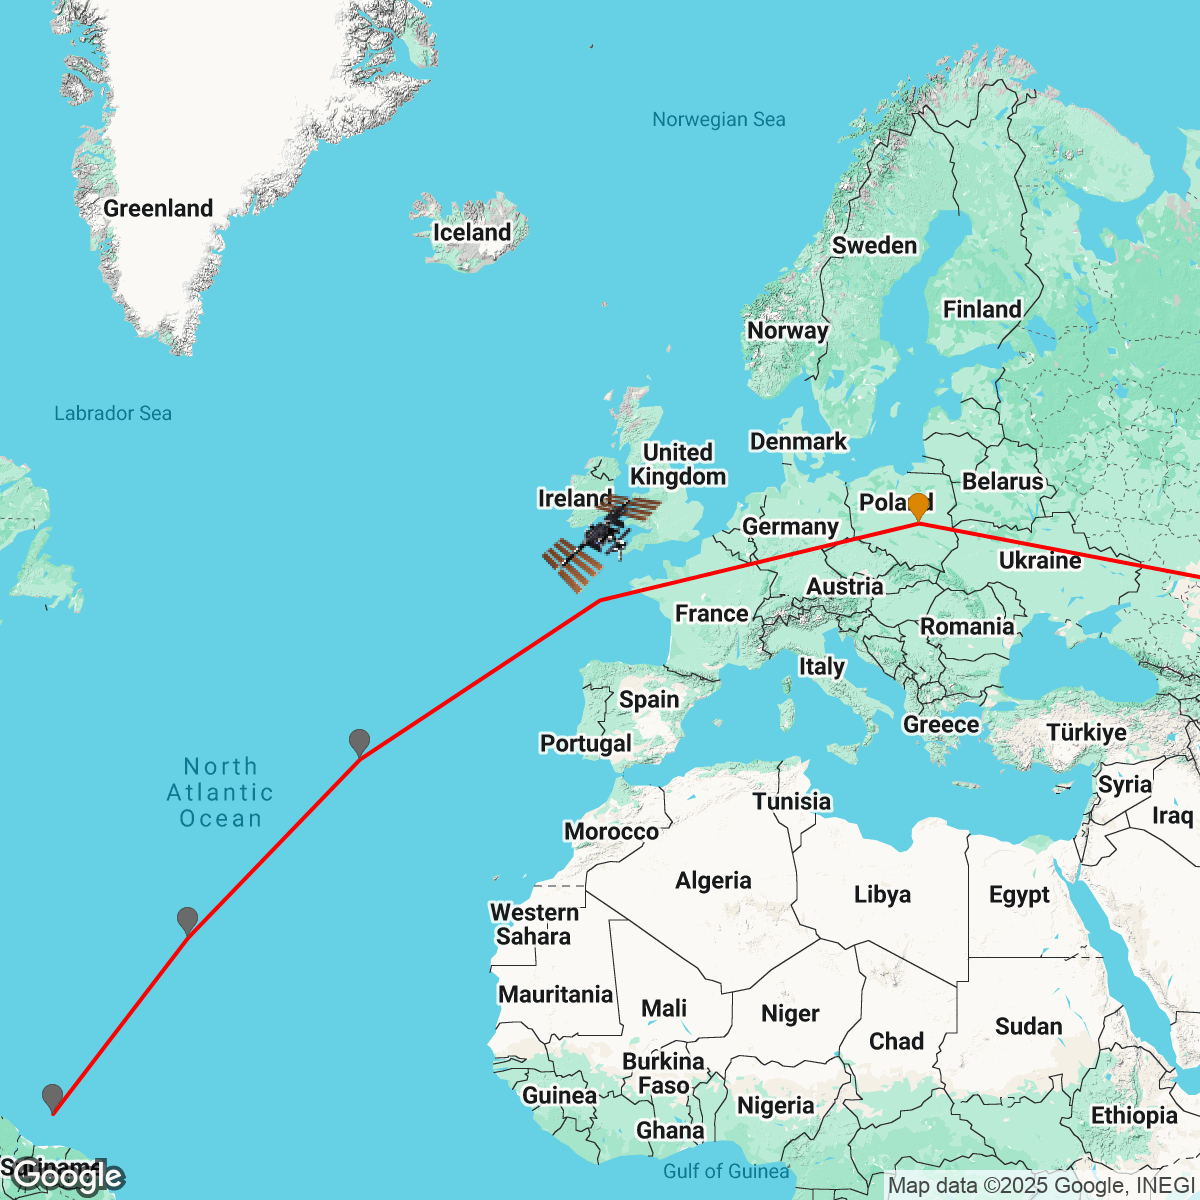 Norwegian Sea
Greenland
Iceland
Sweden
Finland
Norway
Labrador Sea
Denmark
United
Kingdom
Belarus
Ireland
Poland
Germany
Ukraine
Austria
France
Romania
Italy
Spain
Greece
Türkiye
Portugal
North
Atlantic
Ocean
Syria
Tunisia
Iraq
Morocco
Algeria
Libya
Egypt
Western
Sahara
Mauritania
Mali
Niger
Sudan
Chad
Burkina
Faso
Guinea
Nigeria
Ethiopia
Ghana
Suriname
Gulf of Guinea
Google
Map data ©2025 Google, INEGI